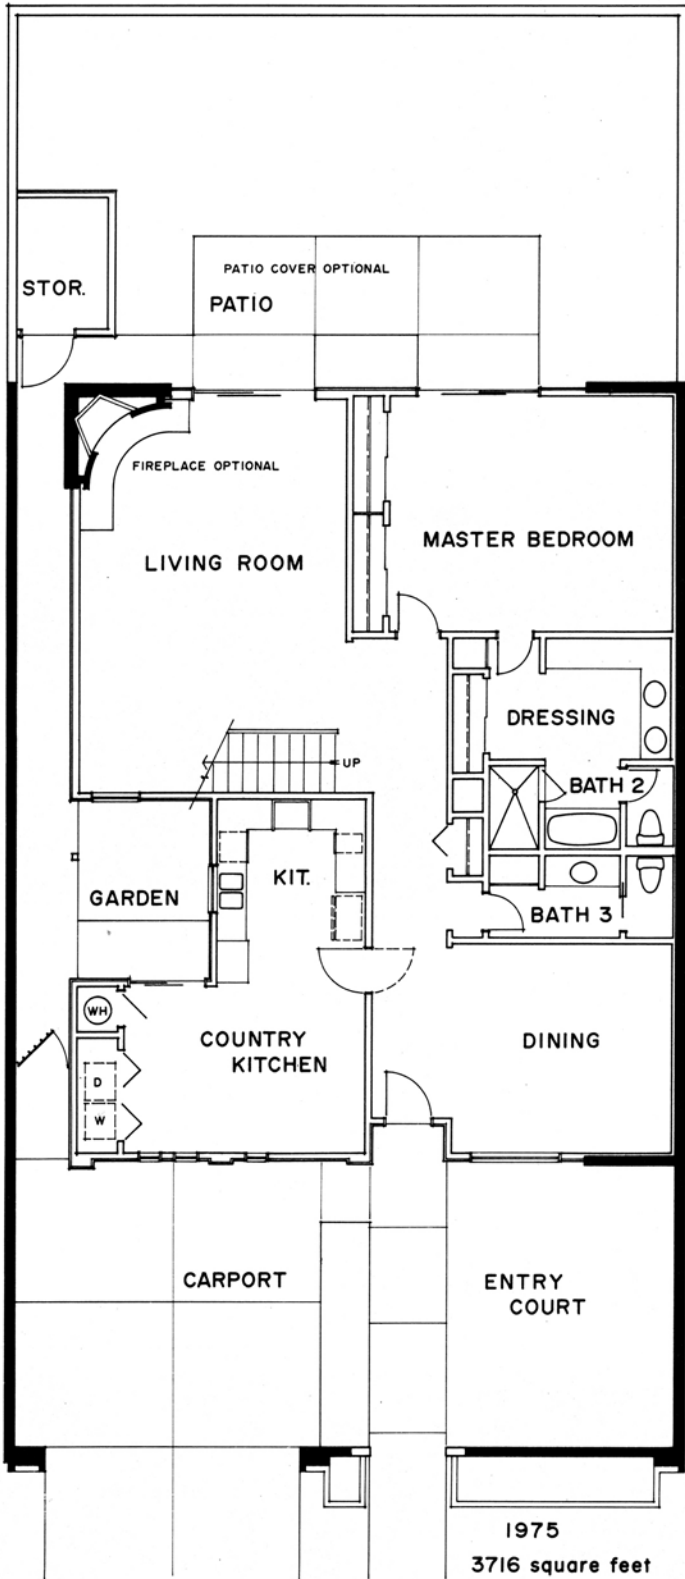 PATIO COVER OPTIONAL
STOR.
PATIO
FIREPLACE OPTIONAL
MASTER BEDROOM
LIVING ROOM
DRESSING
UP
BATH 2
KIT.
GARDEN
BATH 3
WH
COUNTRY
KITCHEN
DINING
D
W
CARPORT
ENTRY
COURT
1975
3716 square feet